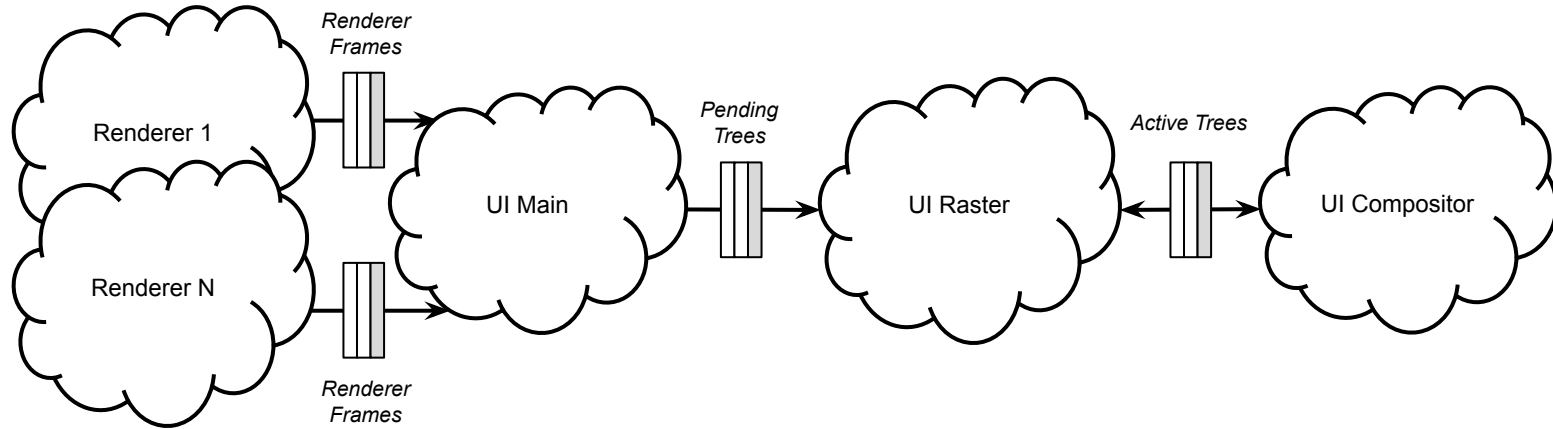 Renderer
Frames
Renderer 1
Renderer N
Renderer
Frames
UI Main
Pending
Trees
UI Raster
Active Trees
UI Compositor